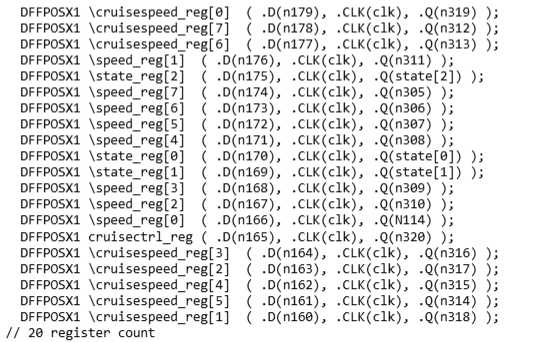 DFFPOSX1 \cruisespeed_reg[0]  ( .D(n179), .CLK(clk), .Q(n319) );
DFFPOSX1 \cruisespeed_reg[7]  ( .D(n178), .CLK(clk), .Q(n312) );
DFFPOSX1 \cruisespeed_reg[6]  ( .D(n177), .CLK(clk), .Q(n313) );
DFFPOSX1 \speed_reg[1]  ( .D(n176), .CLK(clk), .Q(n311) );
DFFPOSX1 \state_reg[2]  ( .D(n175), .CLK(clk), .Q(state[2]) );
DFFPOSX1 \speed_reg[7]  ( .D(n174), .CLK(clk), .Q(n305) );
DFFPOSX1 \speed_reg[6]  ( .D(n173), .CLK(clk), .Q(n306) );
DFFPOSX1 \speed_reg[5]  ( .D(n172), .CLK(clk), .Q(n307) );
DFFPOSX1 \speed_reg[4]  ( .D(n171), .CLK(clk), .Q(n308) );
DFFPOSX1 \state_reg[0]  ( .D(n170), .CLK(clk), .Q(state[0]) );
DFFPOSX1 \state_reg[1]  ( .D(n169), .CLK(clk), .Q(state[1]) );
DFFPOSX1 \speed_reg[3]  ( .D(n168), .CLK(clk), .Q(n309) );
DFFPOSX1 \speed_reg[2]  ( .D(n167), .CLK(clk), .Q(n310) );
DFFPOSX1 \speed_reg[0]  ( .D(n166), .CLK(clk), .Q(N114) );
DFFPOSX1 cruisectrl_reg ( .D(n165), .CLK(clk), .Q(n320) );
DFFPOSX1 \cruisespeed_reg[3]  ( .D(n164), .CLK(clk), .Q(n316) );
DFFPOSX1 \cruisespeed_reg[2]  ( .D(n163), .CLK(clk), .Q(n317) );
DFFPOSX1 \cruisespeed_reg[4]  ( .D(n162), .CLK(clk), .Q(n315) );
DFFPOSX1 \cruisespeed_reg[5]  ( .D(n161), .CLK(clk), .Q(n314) );
DFFPOSX1 \cruisespeed_reg[1]  ( .D(n160), .CLK(clk), .Q(n318) );
// 20 register count